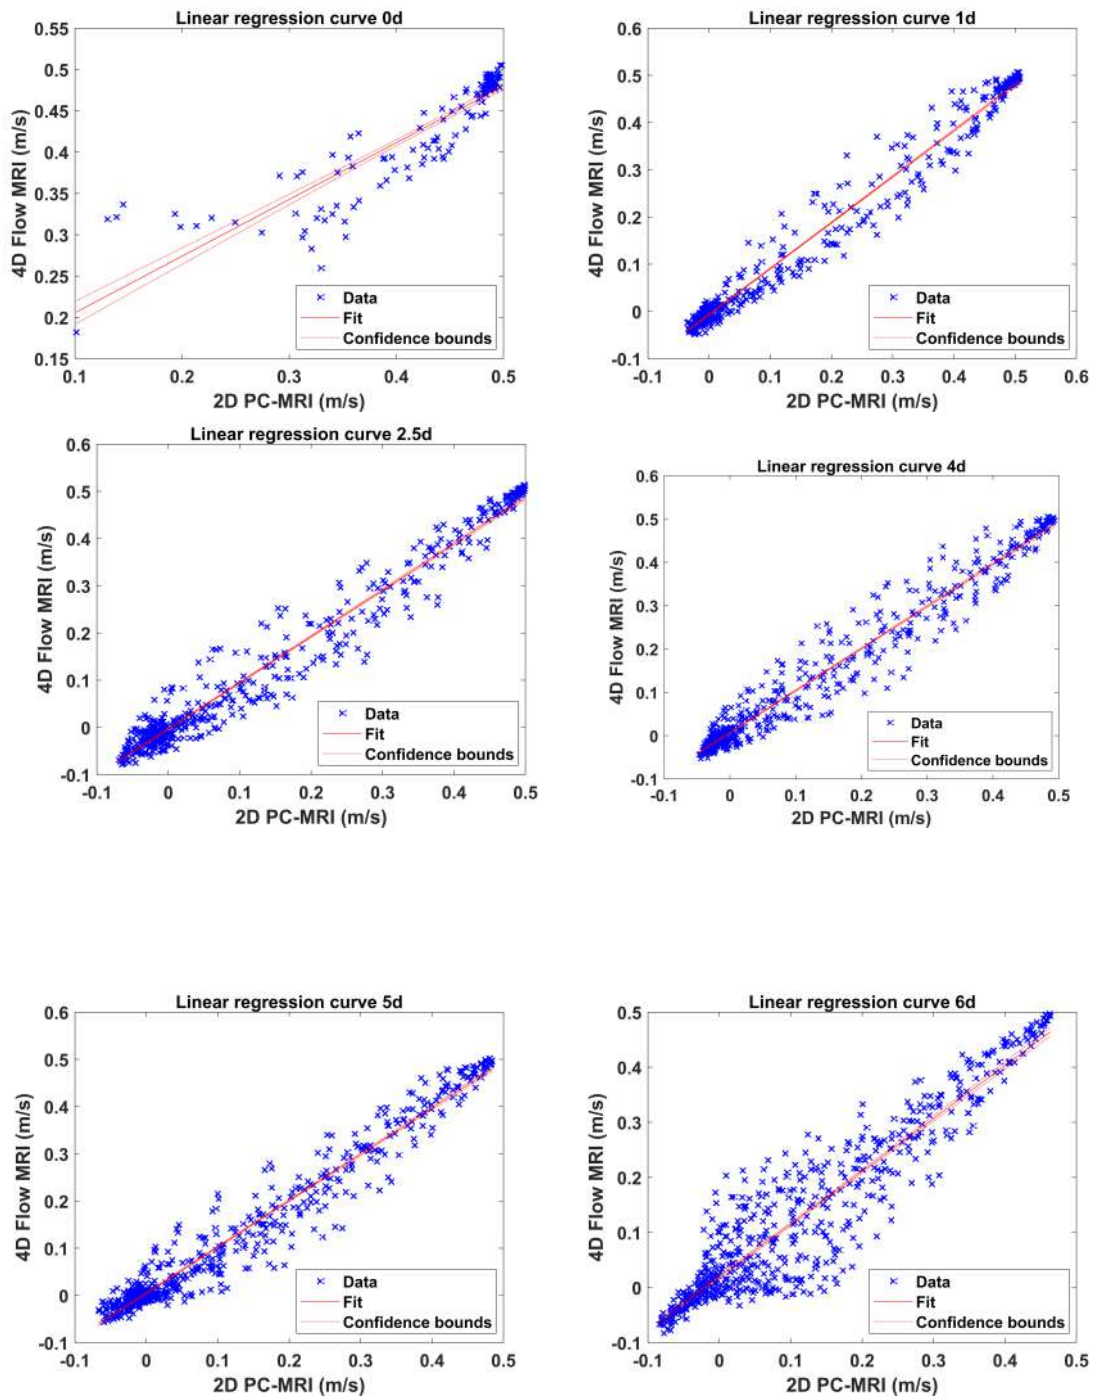 Linear regression curve 0d
0.55
0.5
0.45
0.4
0.35
0.3
0.25
0.2
0.15
4D Flow MRI (m/s)
Data
Fit
Confidence bounds
0.1 0.2 0.3 0.4 0.5
2D PC-MRI (m/s)
Linear regression curve 1d
0.6
0.5
0.4
0.3
0.2
0.1
0
-0.1
4D Flow MRI (m/s)
Data
Fit
Confidence bounds
0 0.1 0.2 0.3 0.4 0.5 0.6
2D PC-MRI (m/s)
Linear regression curve 2.5d
0.6
0.5
0.4
0.3
0.2
0.1
0
-0.1
4D Flow MRI (m/s)
Data
Fit
Confidence bounds
-0.1 0 0.1 0.2 0.3 0.4 0.5
2D PC-MRI (m/s)
Linear regression curve 4d
0.6
0.5
0.4
0.3
0.2
0.1
0
-0.1
4D Flow MRI (m/s)
Data
Fit
Confidence bounds
-0.1 0 0.1 0.2 0.3 0.4 0.5
2D PC-MRI (m/s)
Linear regression curve 5d
0.6
0.5
0.4
0.3
0.2
0.1
0
-0.1
4D Flow MRI (m/s)
Data
Fit
Confidence bounds
-0.1 0 0.1 0.2 0.3 0.4 0.5
2D PC-MRI (m/s)
Linear regression curve 6d
0.5
0.4
0.3
0.2
0.1
0
-0.1
4D Flow MRI (m/s)
Data
Fit
Confidence bounds
-0.1 0 0.1 0.2 0.3 0.4 0.5
2D PC-MRI (m/s)